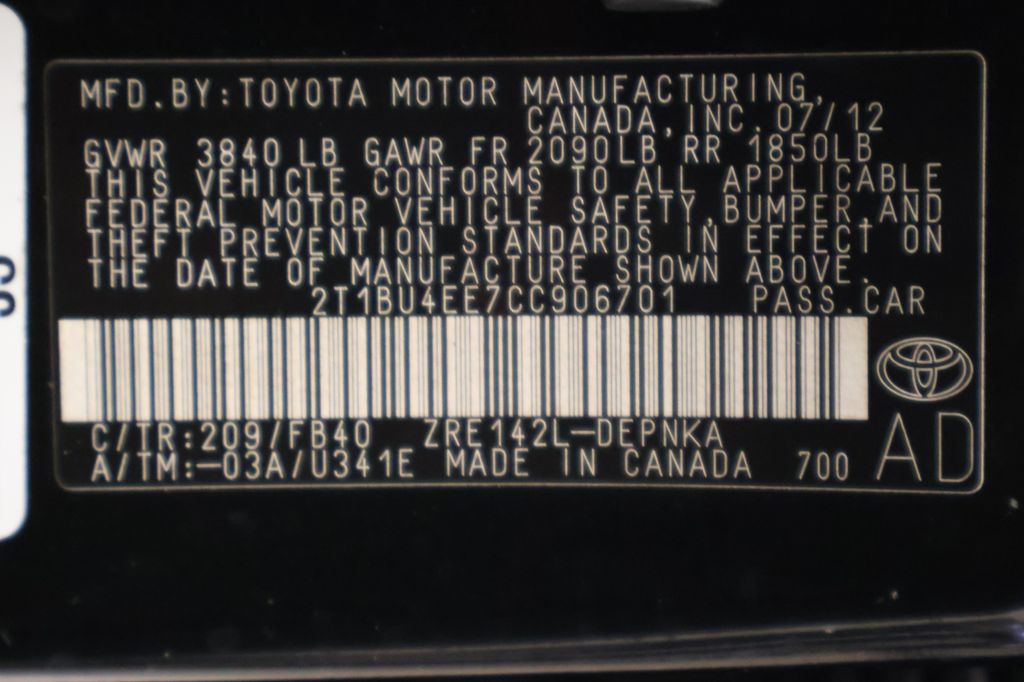 MFD.BY:TOYOTA MOTOR MANUFACTURING,
CANADA,INC. 07/12
GVWR 3840 LB GAWR FR 2090LB RR 1850LB
THIS VEHICLE CONFORMS TO ALL APPLICABLE
FEDERAL MOTOR VEHICLE SAFETY,BUMPER,AND
THEFT PREVENTION STANDARDS IN EFFECT ON
THE DATE OF MANUFACTURE SHOWN ABOVE.
2T1BU4EE7CC906701 PASS.CAR
C/TR:209/FB40 ZRE142L-DEPNKA
A/TM:-03A/U341E MADE IN CANADA 700
AD